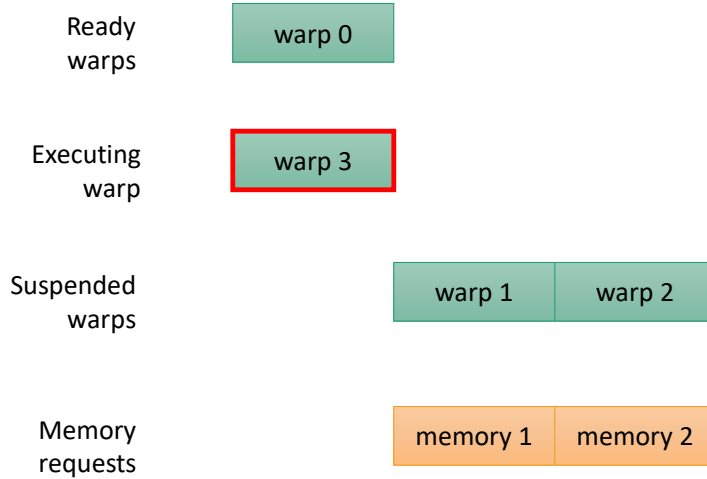 Ready
warps
warp 0
Executing
warp
warp 3
Suspended
warps
warp 1
warp 2
Memory
requests
memory 1
memory 2